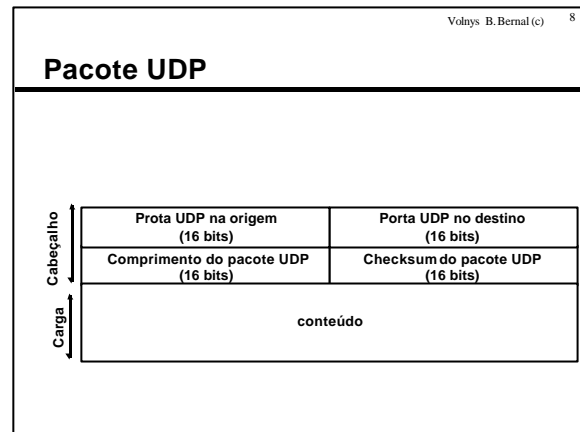 Volnys B. Bernal (c) 8
Pacote UDP
Cabeçalho
Prota UDP na origem
(16 bits)
Porta UDP no destino
(16 bits)
Comprimento do pacote UDP
(16 bits)
Checksum do pacote UDP
(16 bits)
Carga
conteúdo